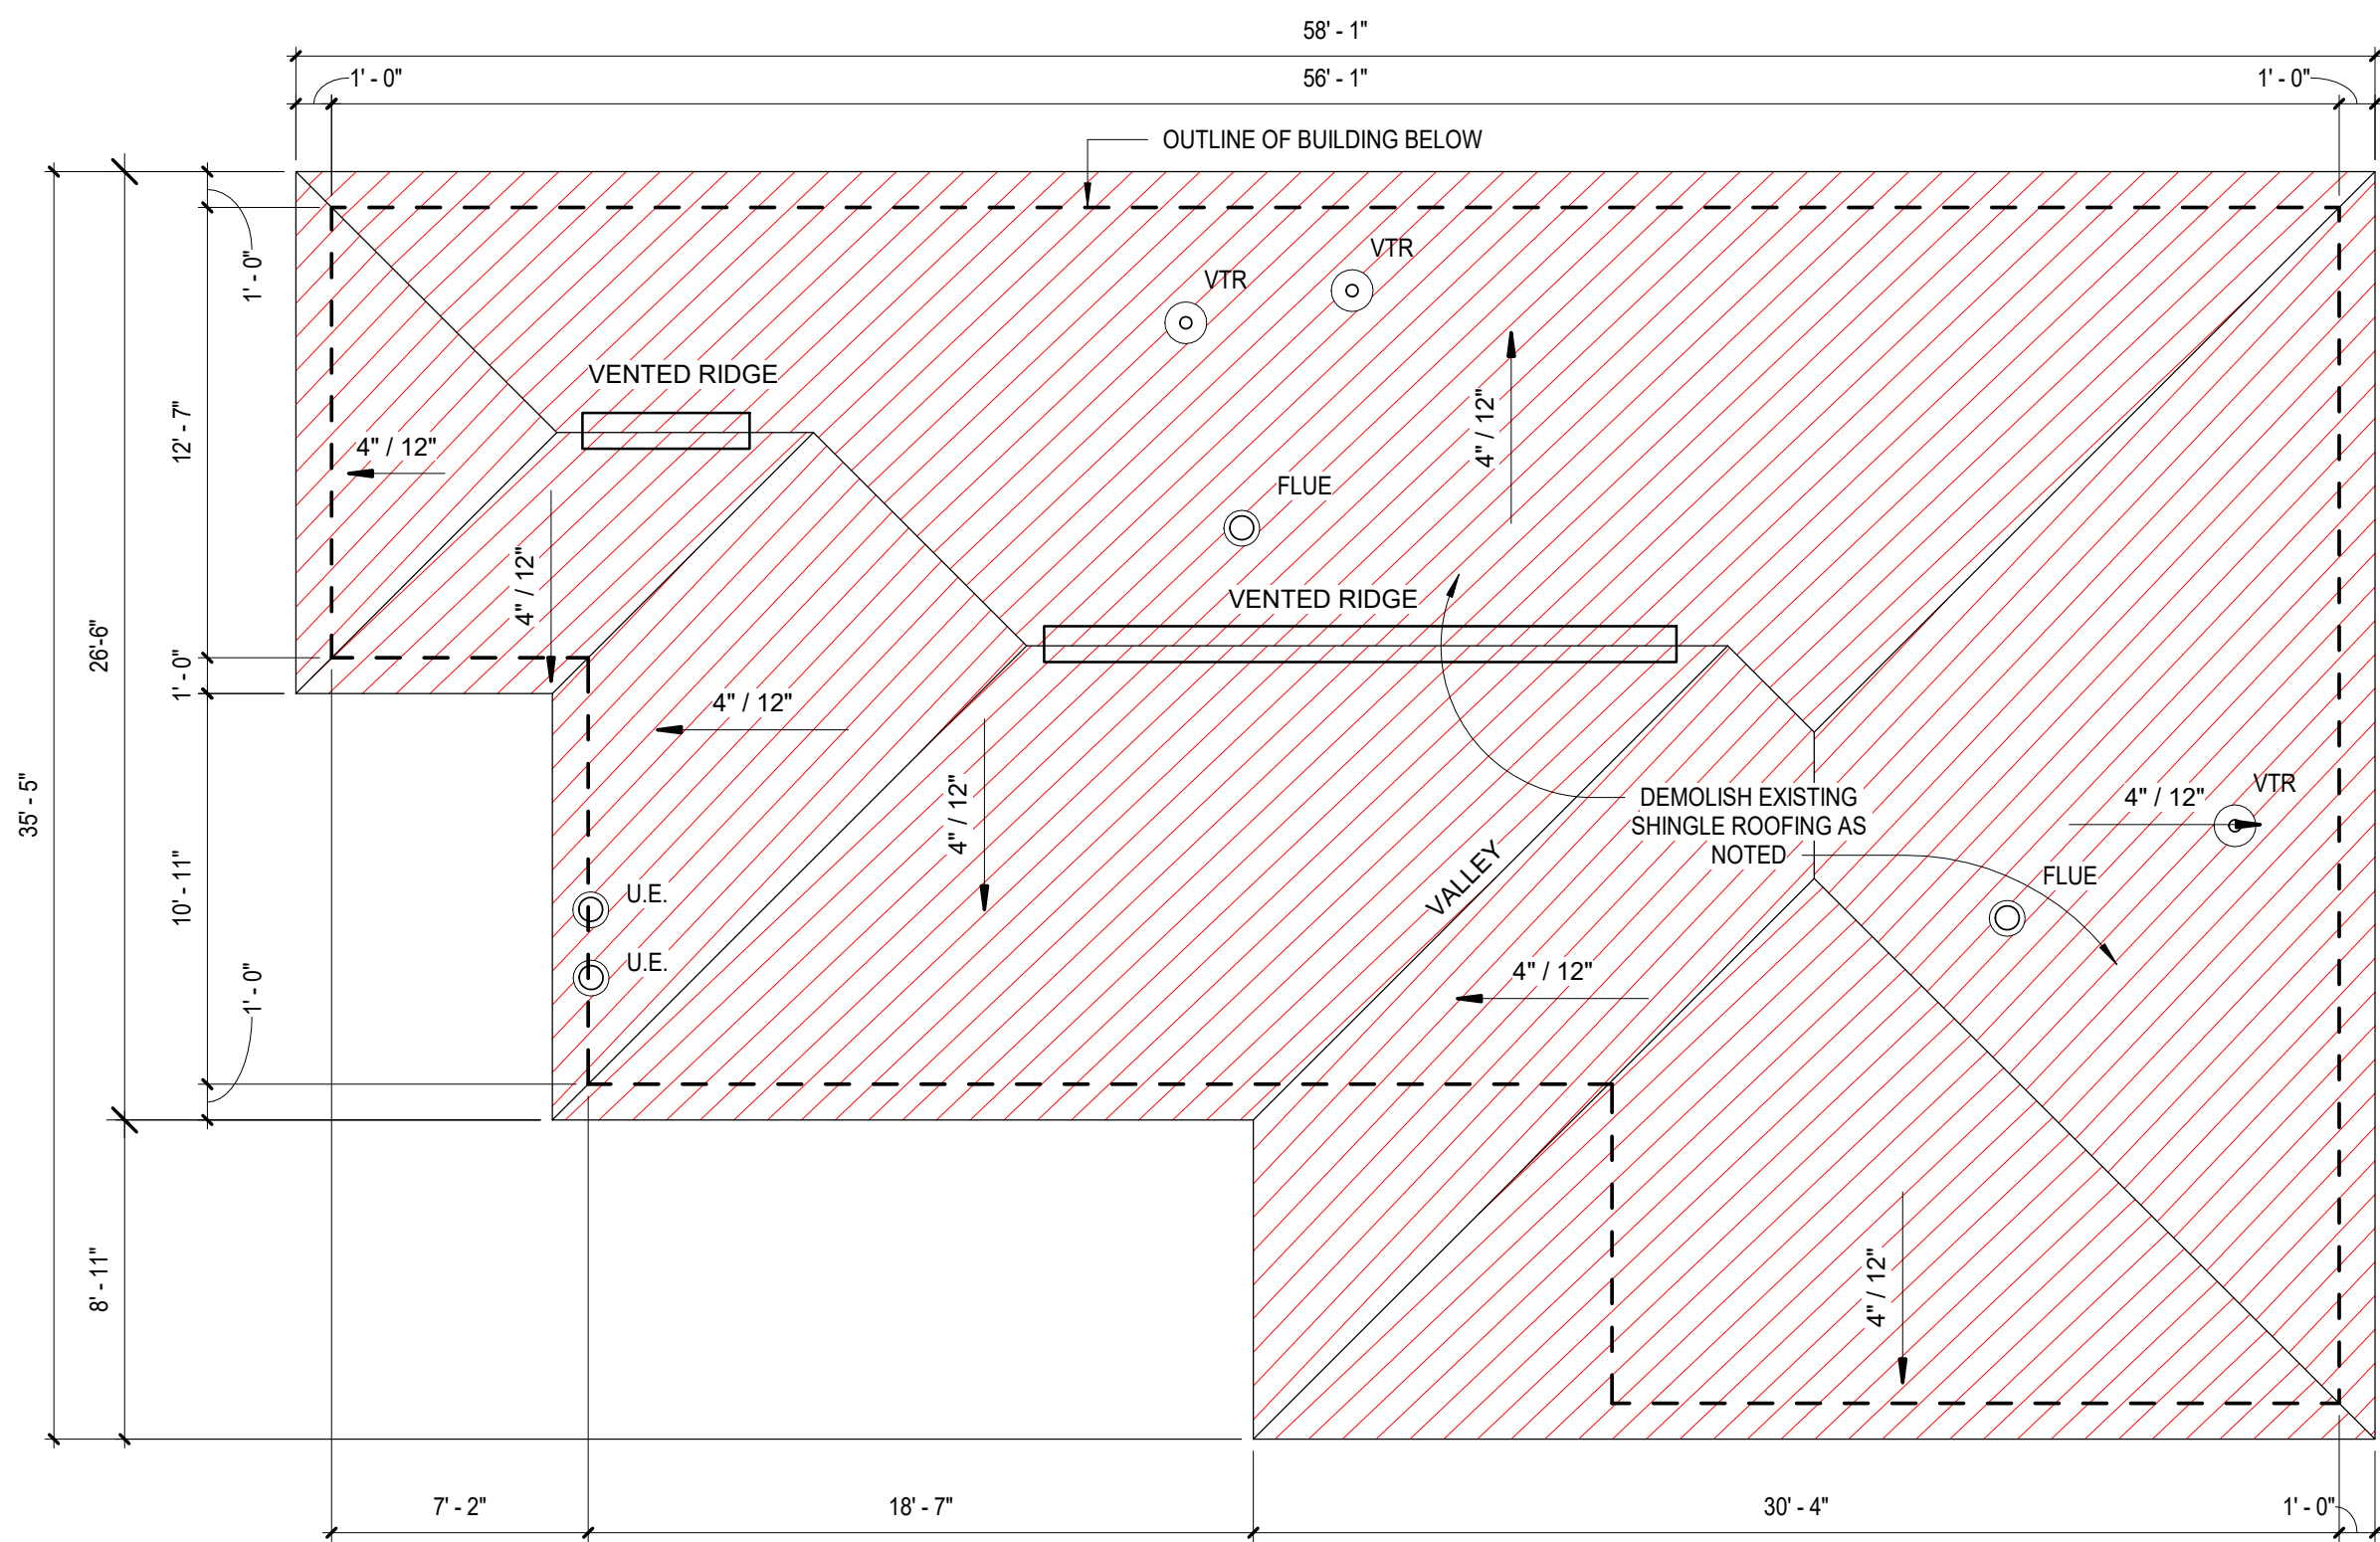 58' - 1"
1' - 0"
56' - 1"
1' - 0"
OUTLINE OF BUILDING BELOW
VTR
VTR
1' - 0"
VENTED RIDGE
12' - 7"
4" / 12"
4" / 12"
FLUE
4" / 12"
VENTED RIDGE
26'-6"
1' - 0"
4" / 12"
35' - 5"
4" / 12"
DEMOLISH EXISTING
SHINGLE ROOFING AS
NOTED
4" / 12"
VTR
VALLEY
FLUE
10' - 11"
U.E.
U.E.
4" / 12"
1' - 0"
8' - 11"
4" / 12"
7' - 2"
18' - 7"
30' - 4"
1' - 0"